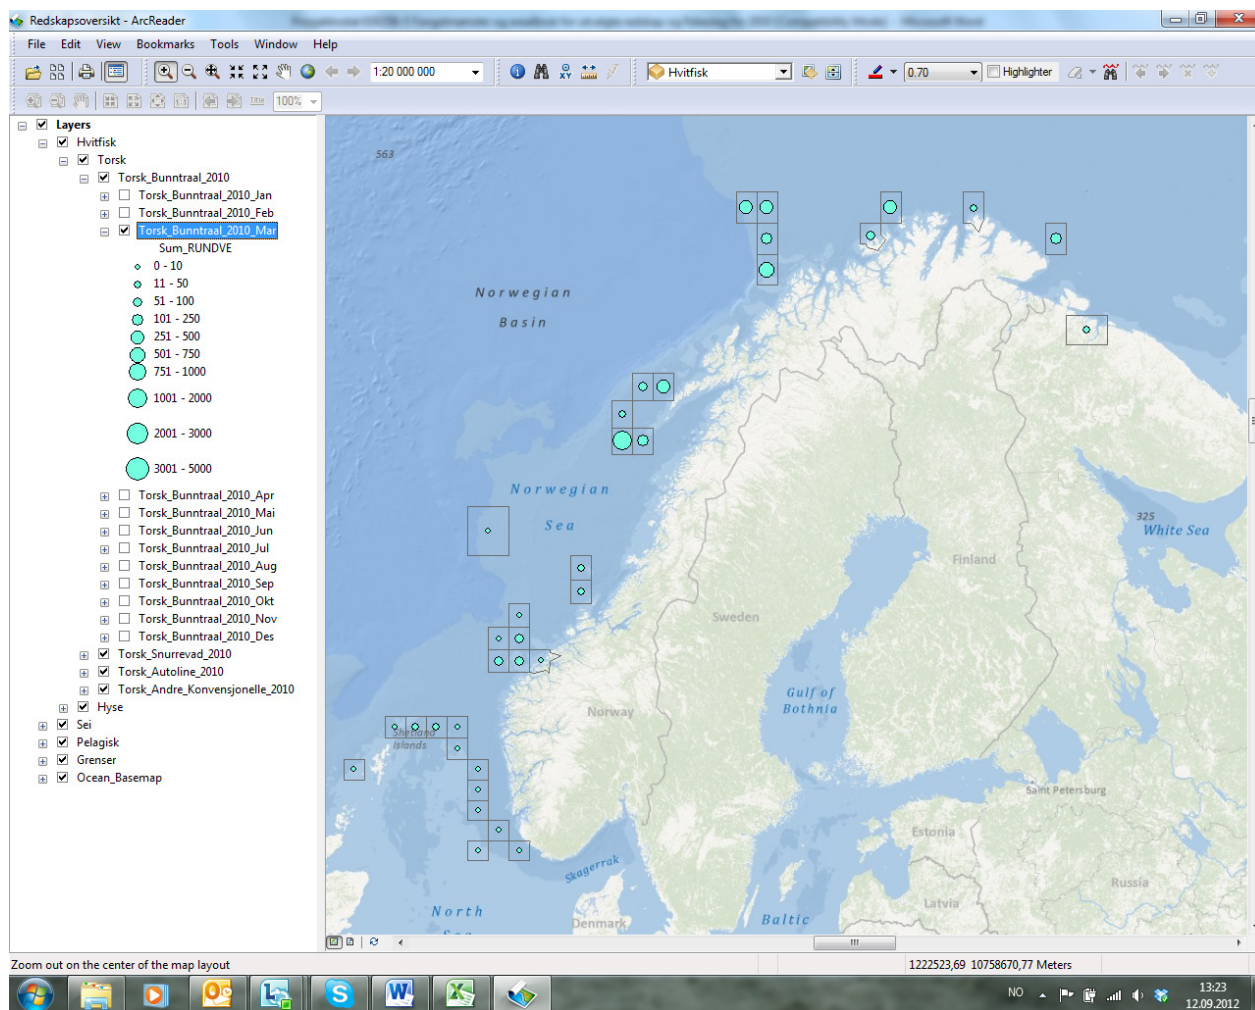 Redskapsoversikt - ArcReader
File Edit View Bookmarks Tools Window Help
1:20 000 000
Hvitfisk
0.70
Highlighter
Title
100%
Layers
Hvitfisk
Torsk
Torsk_Bunntraal_2010
Torsk_Bunntraal_2010_Jan
Torsk_Bunntraal_2010_Feb
Torsk_Bunntraal_2010_Mar
Sum_RUNDVE
0 - 10
11 - 50
51 - 100
101 - 250
251 - 500
501 - 750
751 - 1000
1001 - 2000
2001 - 3000
3001 - 5000
Torsk_Bunntraal_2010_Apr
Torsk_Bunntraal_2010_Mai
Torsk_Bunntraal_2010_Jun
Torsk_Bunntraal_2010_Jul
Torsk_Bunntraal_2010_Aug
Torsk_Bunntraal_2010_Sep
Torsk_Bunntraal_2010_Okt
Torsk_Bunntraal_2010_Nov
Torsk_Bunntraal_2010_Des
Torsk_Snurrevad_2010
Torsk_Autoline_2010
Torsk_Andre_Konvensjonelle_2010
Hyse
Sei
Pelagisk
Grenser
Ocean_Basemap
563
Norwegian
Basin
Norwegian
Sea
325
White Sea
Finland
Sweden
Gulf of
Bothnia
Norway
Shetland
Islands
Saint Petersburg
Estonia
Skagerrak
Russia
Latvia
North
Sea
Denmark
Baltic
Zoom out on the center of the map layout
1222523,69 10758670,77 Meters
NO
13:23
12.09.2012